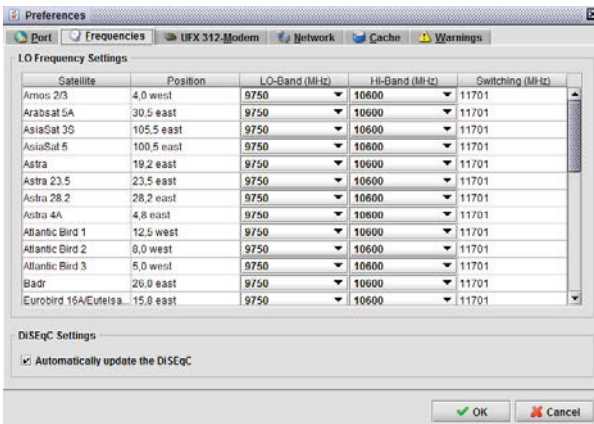 Preferences
Port Frequencies UFX 312-Modem Network Cache Warnings
LO Frequency Settings
Satellite Position LO-Band (MHz) HI-Band (MHz) Switching (MHz)
Amos 2/3 4,0 west 9750 10600 11701
Arabsat 5A 30,5 east 9750 10600 11701
AsiaSat 3S 105,5 east 9750 10600 11701
AsiaSat 5 100,5 east 9750 10600 11701
Astra 19,2 east 9750 10600 11701
Astra 23.5 23,5 east 9750 10600 11701
Astra 28.2 28,2 east 9750 10600 11701
Astra 4A 4,8 east 9750 10600 11701
Atlantic Bird 1 12,5 west 9750 10600 11701
Atlantic Bird 2 8,0 west 9750 10600 11701
Atlantic Bird 3 5,0 west 9750 10600 11701
Badr 26,0 east 9750 10600 11701
Eurobird 16A/Eutelsa... 15,8 east 9750 10600 11701
DiSEqC Settings
Automatically update the DiSEqC
OK Cancel